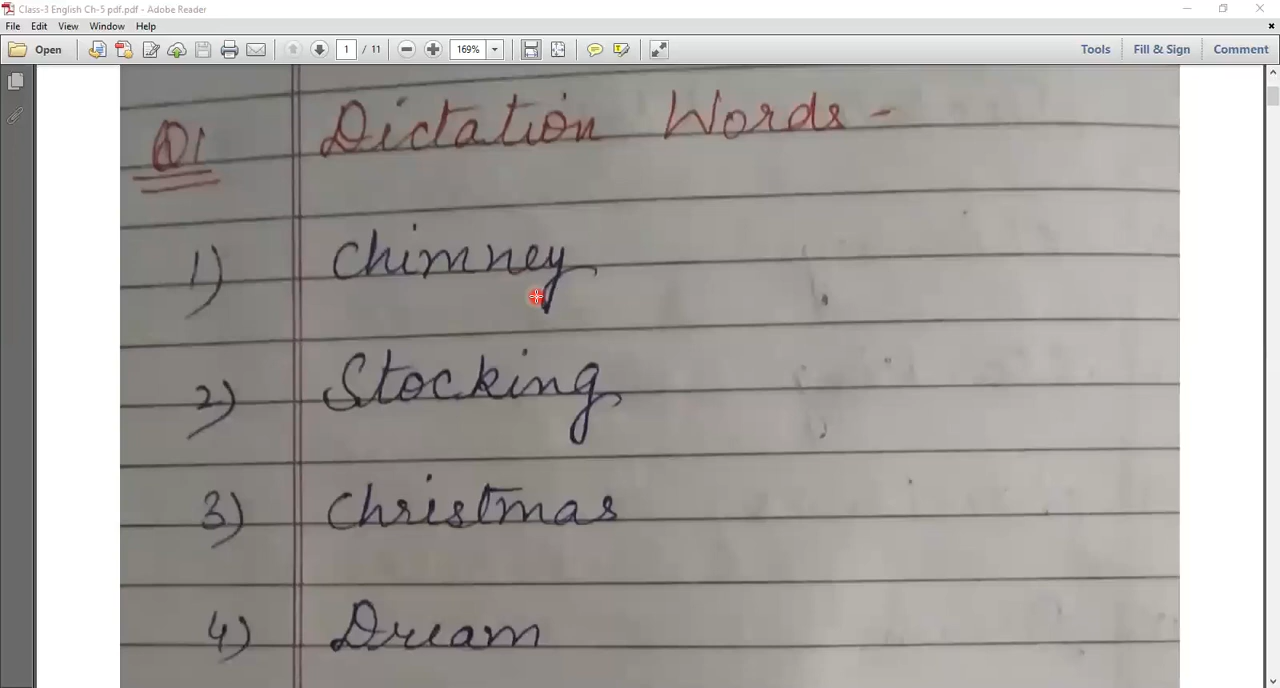 Class-3 English Ch-5 pdf.pdf - Adobe Reader
File Edit View Window Help
Open 1 / 11 169% Tools Fill & Sign Comment
Q1 Dictation Words -
1) Chimney
2) Stocking
3) Christmas
4) Dream